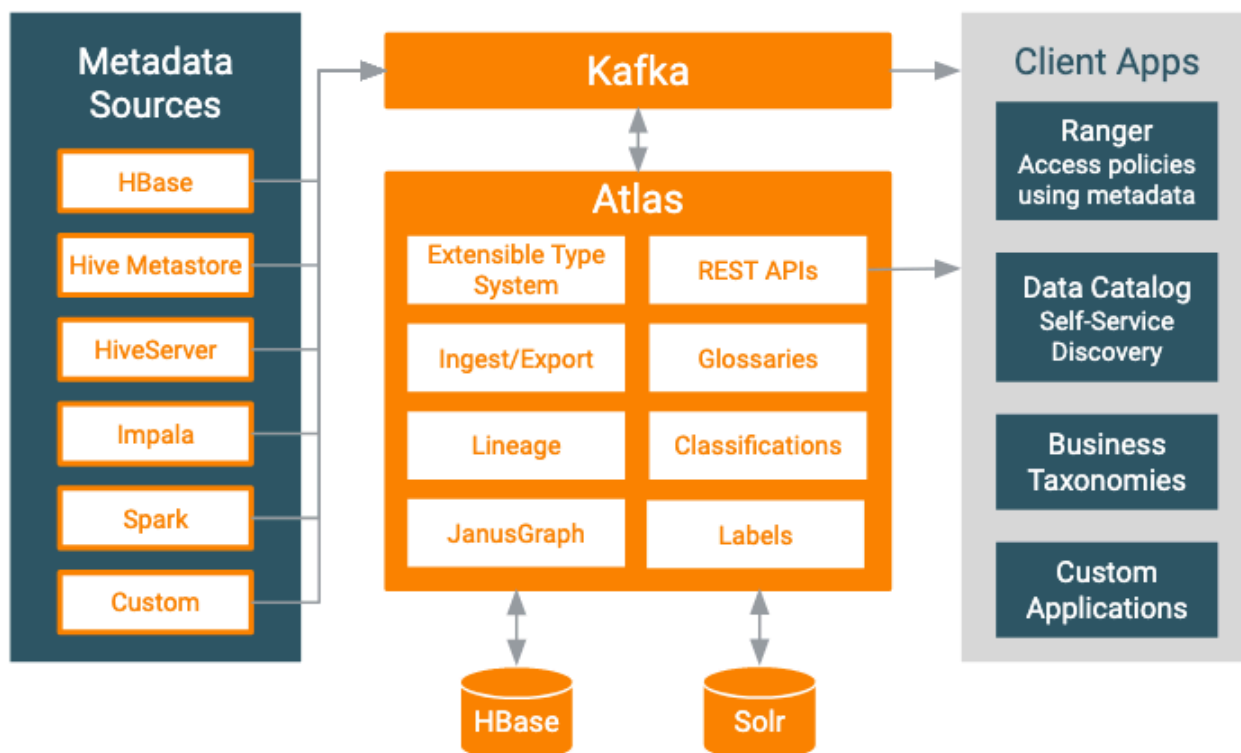 Metadata
Sources
HBase
Hive Metastore
HiveServer
Impala
Spark
Custom
Kafka
Atlas
Extensible Type
System
REST APIs
Ingest/Export
Glossaries
Lineage
Classifications
JanusGraph
Labels
HBase
Solr
Client Apps
Ranger
Access policies
using metadata
Data Catalog
Self-Service
Discovery
Business
Taxonomies
Custom
Applications